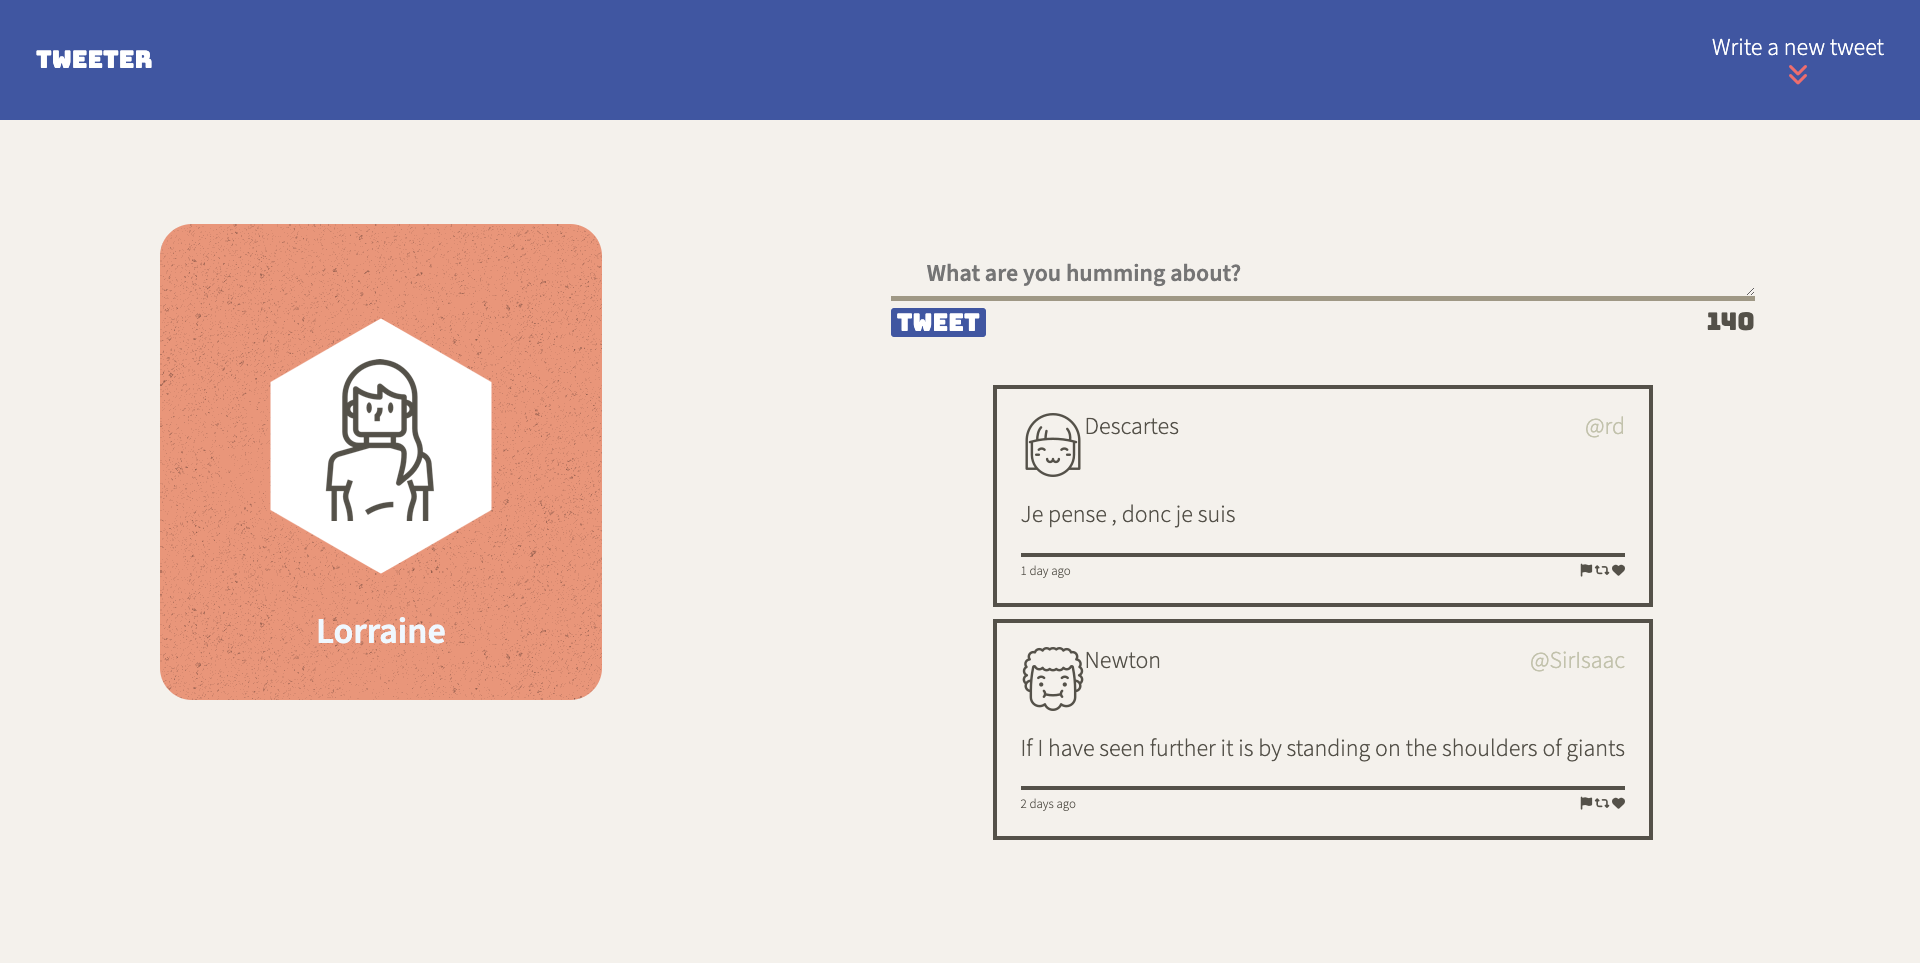 TWEETER
Write a new tweet
Lorraine
What are you humming about?
TWEET
140
Descartes
@rd
Je pense , donc je suis
1 day ago
Newton
@SirIsaac
If I have seen further it is by standing on the shoulders of giants
2 days ago